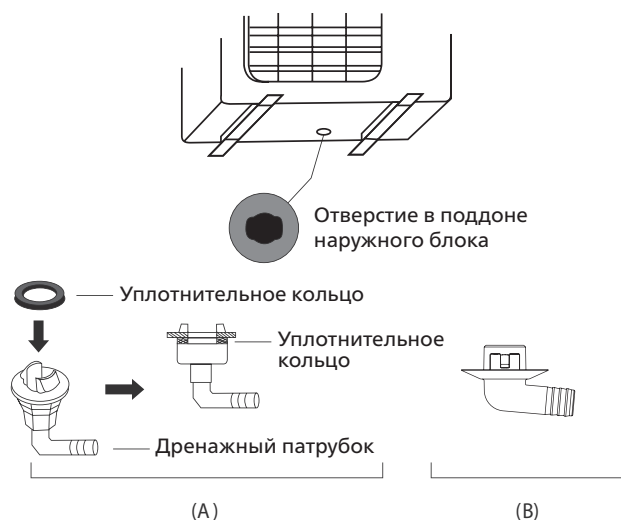 Отверстие в поддоне
наружного блока
Уплотнительное кольцо
Уплотнительное
кольцо
Дренажный патрубок
(A)
(B)